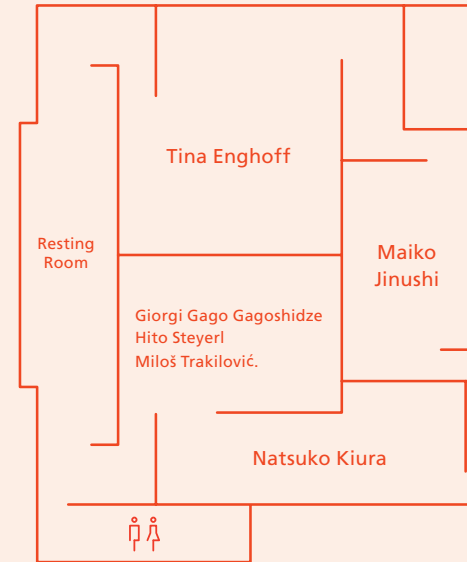 Tina Enghoff
Resting
Room
Maiko
Jinushi
Giorgi Gago Gagoshidze
Hito Steyerl
Miloš Trakilović.
Natsuko Kiura